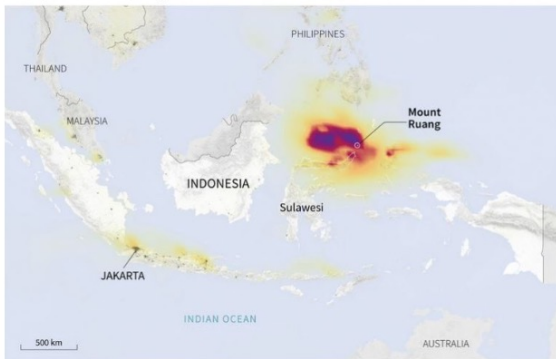 PHILIPPINES
THAILAND
Mount
Ruang
MALAYSIA
INDONESIA
Sulawesi
JAKARTA
INDIAN OCEAN
500 km
AUSTRALIA